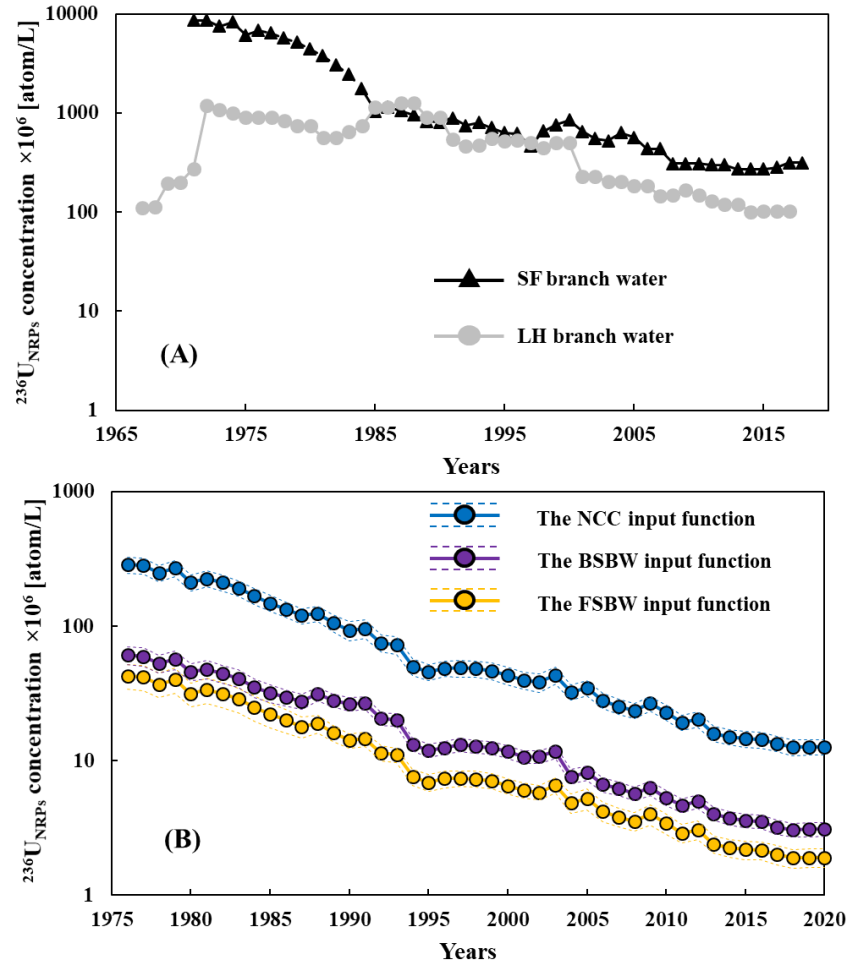 (A)
²³⁶U_NRPs concentration ×10⁶ [atom/L]
10000
1000
100
10
1
SF branch water
LH branch water
(A)
1965 1975 1985 1995 2005 2015
Years
²³⁶U_NRPs concentration ×10⁶ [atom/L]
1000
100
10
1
The NCC input function
The BSBW input function
The FSBW input function
(B)
1975 1980 1985 1990 1995 2000 2005 2010 2015 2020
Years